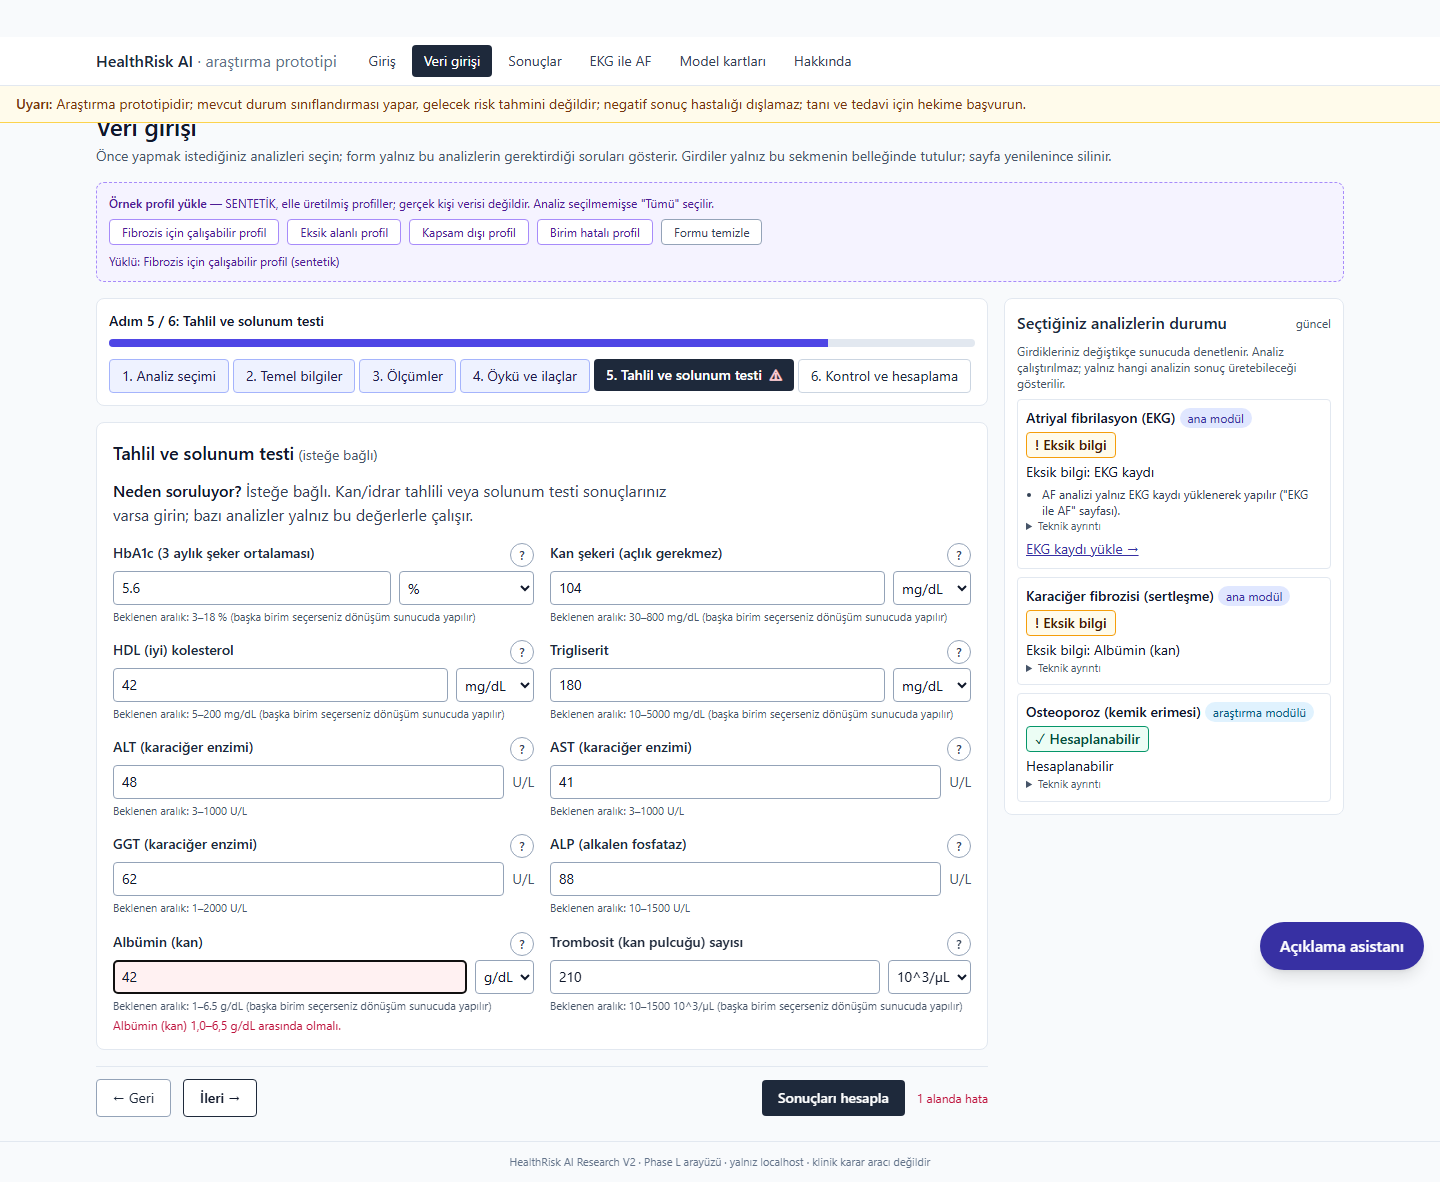 HealthRisk AI · araştırma prototipi
Giriş
Veri girişi
Sonuçlar
EKG ile AF
Model kartları
Hakkında
Uyarı: Araştırma prototipidir; mevcut durum sınıflandırması yapar, gelecek risk tahmini değildir; negatif sonuç hastalığı dışlamaz; tanı ve tedavi için hekime başvurun.
Veri girişi
Önce yapmak istediğiniz analizleri seçin; form yalnız bu analizlerin gerektirdiği soruları gösterir. Girdiler yalnız bu sekmenin belleğinde tutulur; sayfa yenilenince silinir.
Örnek profil yükle — SENTETİK, elle üretilmiş profiller; gerçek kişi verisi değildir. Analiz seçilmemişse "Tümü" seçilir.
Fibrozis için çalışabilir profil
Eksik alanlı profil
Kapsam dışı profil
Birim hatalı profil
Formu temizle
Yüklü: Fibrozis için çalışabilir profil (sentetik)
Adım 5 / 6: Tahlil ve solunum testi
1. Analiz seçimi
2. Temel bilgiler
3. Ölçümler
4. Öykü ve ilaçlar
5. Tahlil ve solunum testi ⚠
6. Kontrol ve hesaplama
Tahlil ve solunum testi (isteğe bağlı)
Neden soruluyor? İsteğe bağlı. Kan/idrar tahlili veya solunum testi sonuçlarınız
varsa girin; bazı analizler yalnız bu değerlerle çalışır.
HbA1c (3 aylık şeker ortalaması)
?
5.6
%
Beklenen aralık: 3–18 % (başka birim seçerseniz dönüşüm sunucuda yapılır)
Kan şekeri (açlık gerekmez)
?
104
mg/dL
Beklenen aralık: 30–800 mg/dL (başka birim seçerseniz dönüşüm sunucuda yapılır)
HDL (iyi) kolesterol
?
42
mg/dL
Beklenen aralık: 5–200 mg/dL (başka birim seçerseniz dönüşüm sunucuda yapılır)
Trigliserit
?
180
mg/dL
Beklenen aralık: 10–5000 mg/dL (başka birim seçerseniz dönüşüm sunucuda yapılır)
ALT (karaciğer enzimi)
?
48
U/L
Beklenen aralık: 3–1000 U/L
AST (karaciğer enzimi)
?
41
U/L
Beklenen aralık: 3–1000 U/L
GGT (karaciğer enzimi)
?
62
U/L
Beklenen aralık: 1–2000 U/L
ALP (alkalen fosfataz)
?
88
U/L
Beklenen aralık: 10–1500 U/L
Albümin (kan)
?
42
g/dL
Beklenen aralık: 1–6.5 g/dL (başka birim seçerseniz dönüşüm sunucuda yapılır)
Albümin (kan) 1,0–6,5 g/dL arasında olmalı.
Trombosit (kan pulcuğu) sayısı
?
210
10^3/µL
Beklenen aralık: 10–1500 10^3/µL (başka birim seçerseniz dönüşüm sunucuda yapılır)
← Geri
İleri →
Sonuçları hesapla
1 alanda hata
Seçtiğiniz analizlerin durumu
güncel
Girdikleriniz değiştikçe sunucuda denetlenir. Analiz
çalıştırılmaz; yalnız hangi analizin sonuç üretebileceği
gösterilir.
Atriyal fibrilasyon (EKG) ana modül
! Eksik bilgi
Eksik bilgi: EKG kaydı
• AF analizi yalnız EKG kaydı yüklenerek yapılır ("EKG
ile AF" sayfası).
▶ Teknik ayrıntı
EKG kaydı yükle →
Karaciğer fibrozisi (sertleşme) ana modül
! Eksik bilgi
Eksik bilgi: Albümin (kan)
▶ Teknik ayrıntı
Osteoporoz (kemik erimesi) araştırma modülü
✓ Hesaplanabilir
Hesaplanabilir
▶ Teknik ayrıntı
Açıklama asistanı
HealthRisk AI Research V2 · Phase L arayüzü · yalnız localhost · klinik karar aracı değildir